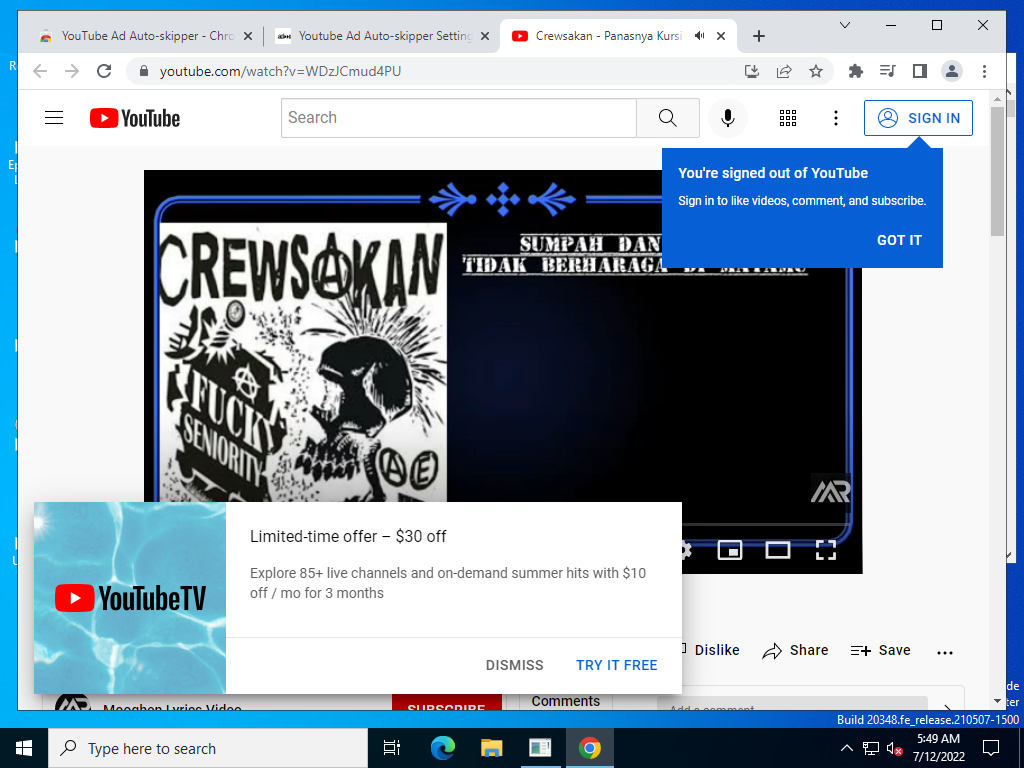 YouTube Ad Auto-skipper - Chro
Youtube Ad Auto-skipper Setting
Crewsakan - Panasnya Kursi
youtube.com/watch?v=WDzJCmud4PU
YouTube
Search
SIGN IN
You're signed out of YouTube
Sign in to like videos, comment, and subscribe.
GOT IT
CREWSAKAN
SUMPAH DAN
TIDAK BERHARAGA DI MATAMU
FUCK
SENIORITY
MR
Limited-time offer – $30 off
Explore 85+ live channels and on-demand summer hits with $10
off / mo for 3 months
YouTubeTV
DISMISS
TRY IT FREE
Dislike
Share
Save
Mooghen Lyrics Video
SUBSCRIBE
Comments
Add a comment...
Build 20348.fe_release.210507-1500
Type here to search
5:49 AM
7/12/2022